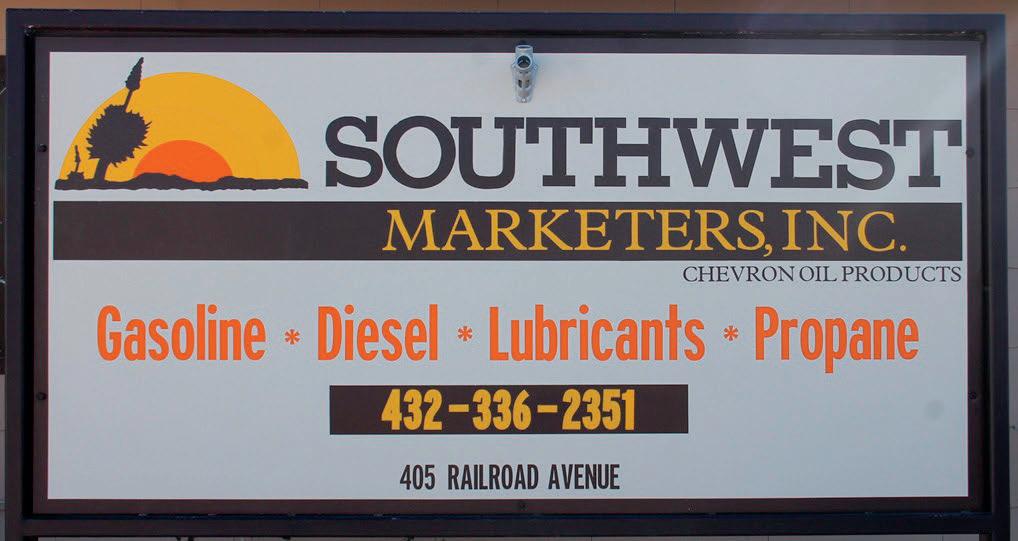 SOUTHWEST
MARKETERS, INC.
CHEVRON OIL PRODUCTS
Gasoline * Diesel * Lubricants * Propane
432-336-2351
405 RAILROAD AVENUE